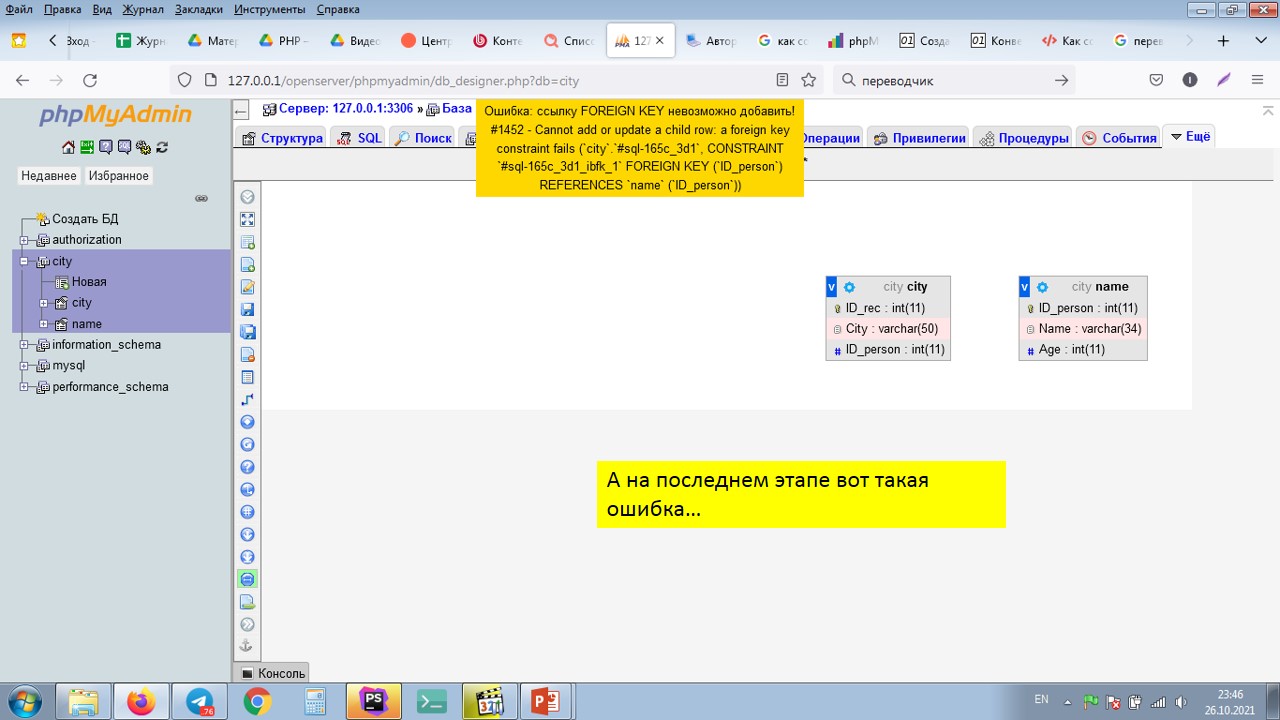 Файл Правка Вид Журнал Закладки Инструменты Справка
Вход - Журн Матер PHP – Видео Центр Конте Списо 127 Автор как со phpM Созда Конве Как сс перев
127.0.0.1/openserver/phpmyadmin/db_designer.php?db=city
переводчик
phpMyAdmin
Недавнее Избранное
Создать БД
authorization
city
Новая
city
name
information_schema
mysql
performance_schema
Сервер: 127.0.0.1:3306 » База
Структура SQL Поиск Операции Привилегии Процедуры События Ещё
Ошибка: ссылку FOREIGN KEY невозможно добавить!
#1452 - Cannot add or update a child row: a foreign key
constraint fails (`city`.`#sql-165c_3d1`, CONSTRAINT
`#sql-165c_3d1_ibfk_1` FOREIGN KEY (`ID_person`)
REFERENCES `name` (`ID_person`))
v city city
ID_rec : int(11)
City : varchar(50)
ID_person : int(11)
v city name
ID_person : int(11)
Name : varchar(34)
Age : int(11)
А на последнем этапе вот такая
ошибка...
Консоль
EN
23:46
26.10.2021